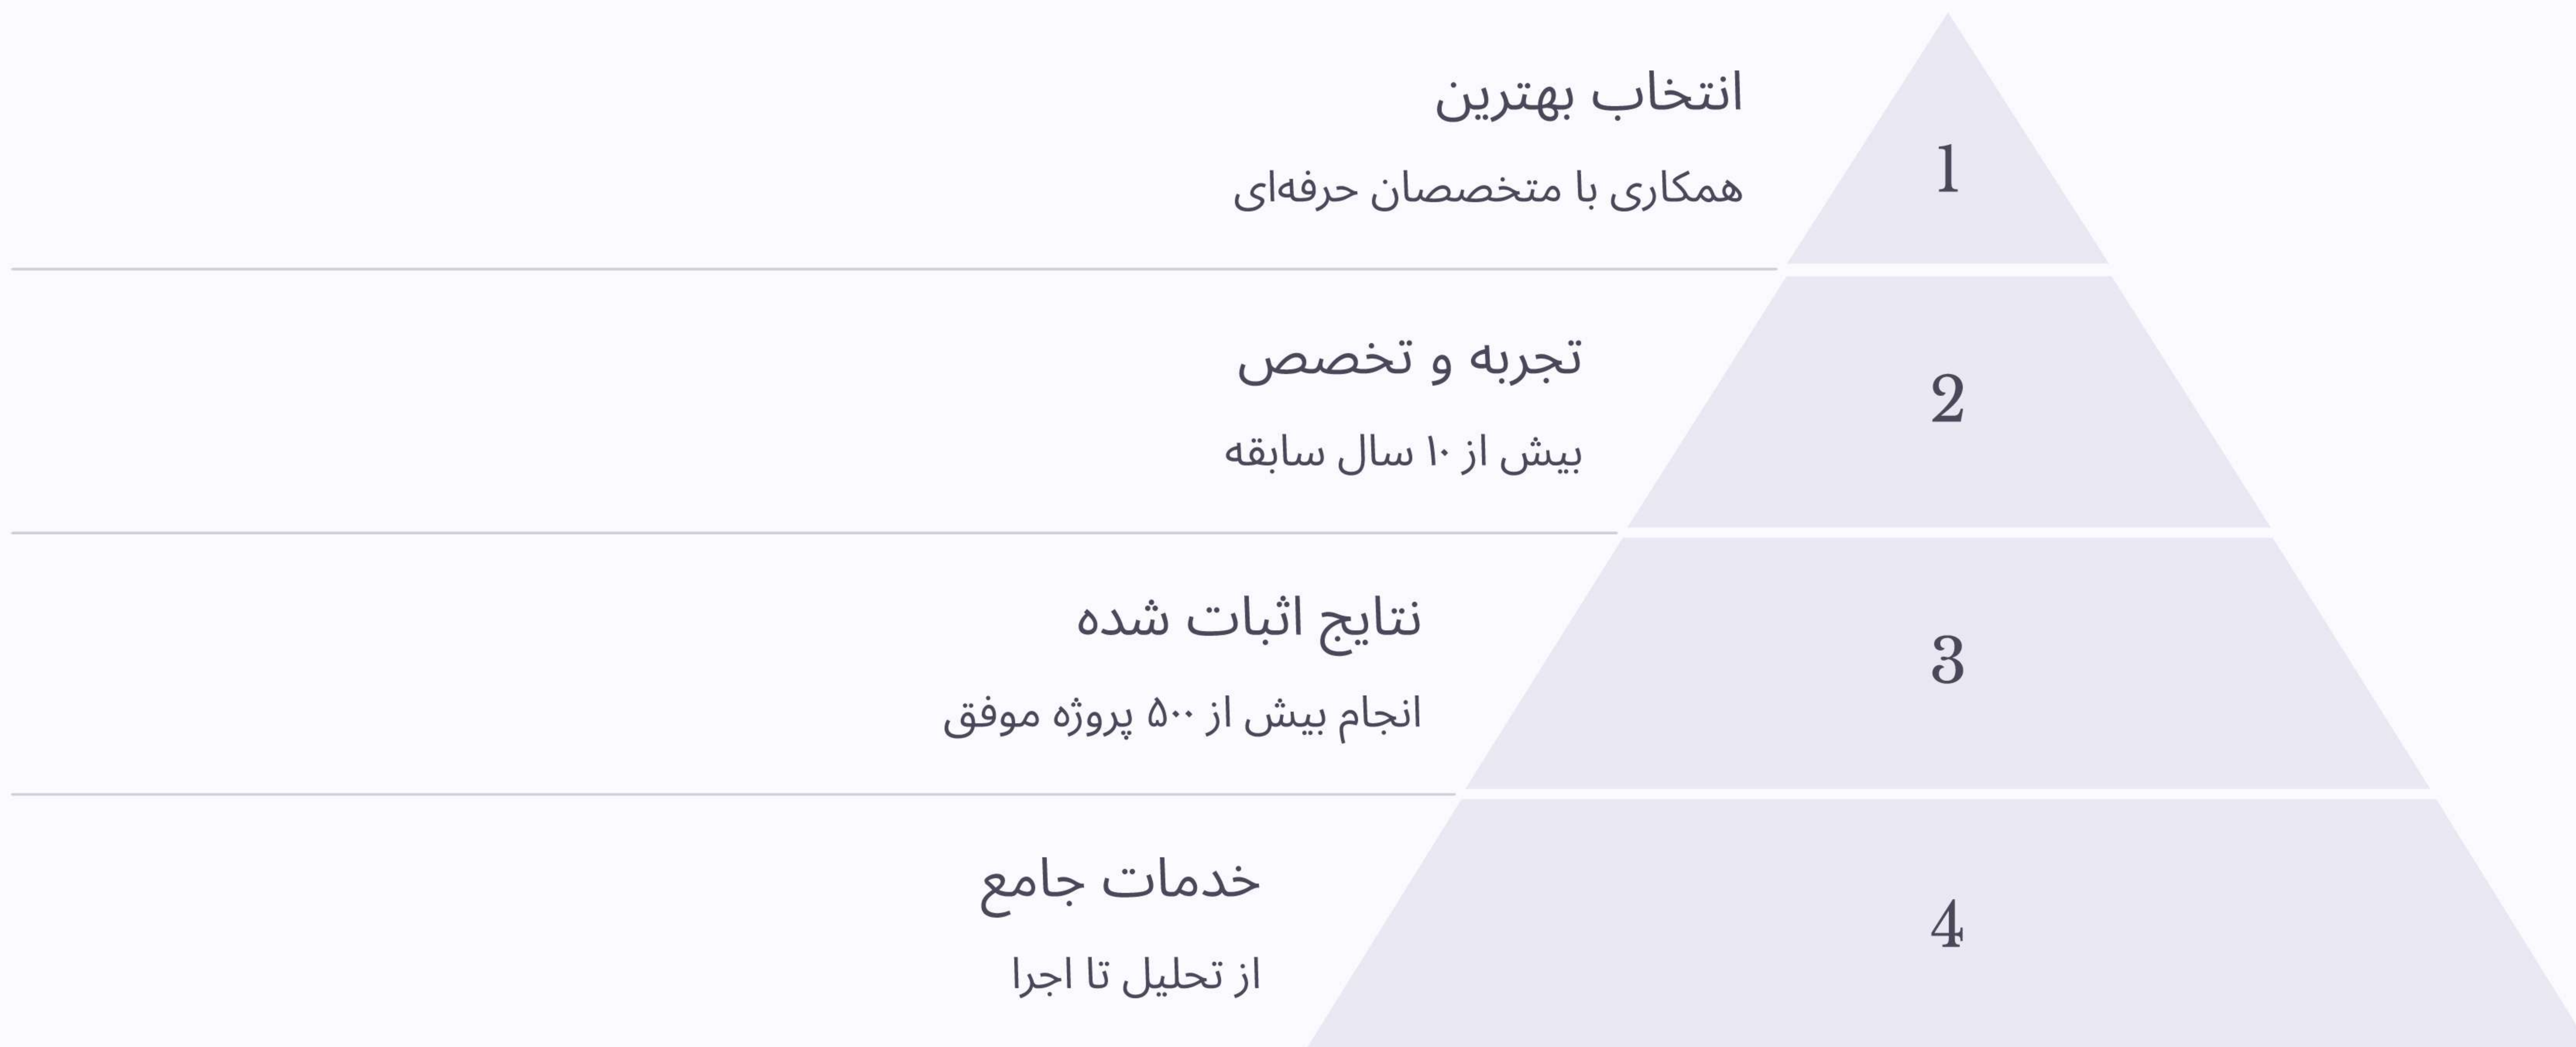 انتخاب بهترین
همکاری با متخصصان حرفه‌ای
1
تجربه و تخصص
بیش از ۱۰ سال سابقه
2
نتایج اثبات شده
انجام بیش از ۵۰۰ پروژه موفق
3
خدمات جامع
از تحلیل تا اجرا
4